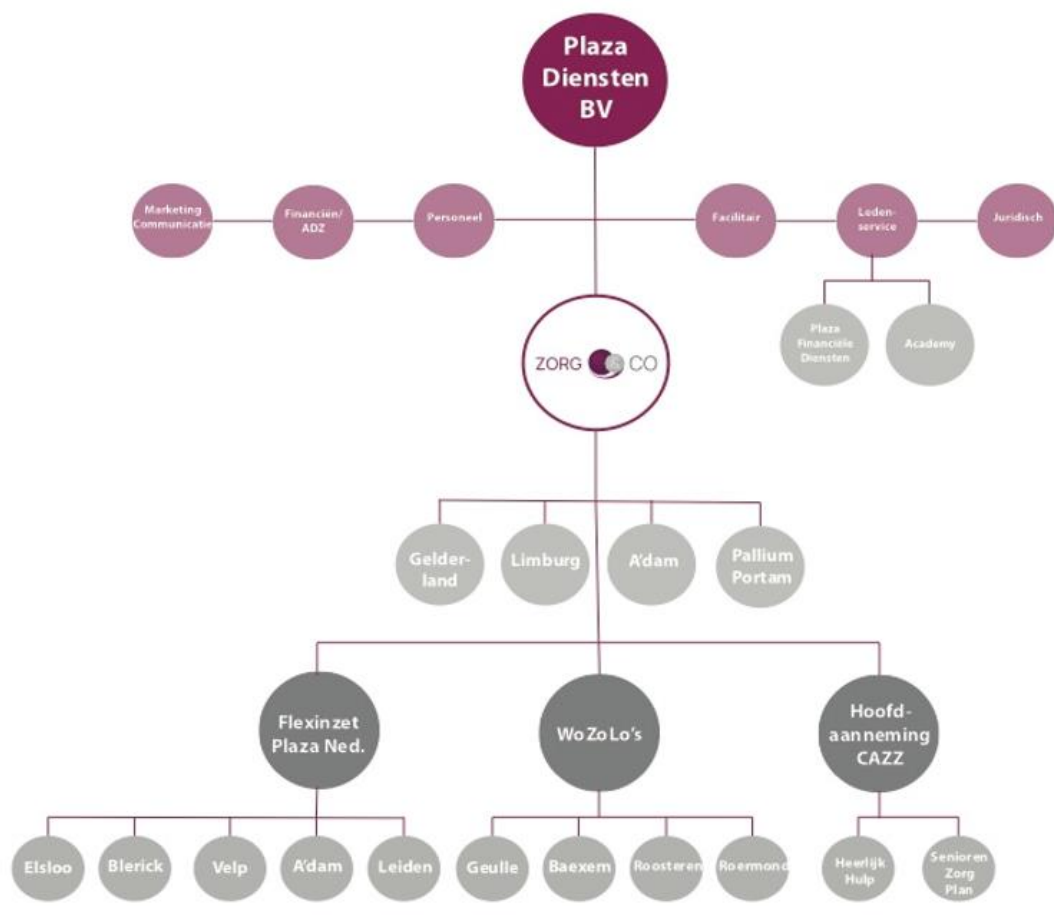 Plaza
Diensten
BV
Marketing
Communicatie
Financiën/
ADZ
Personeel
Facilitair
Leden-
service
Juridisch
Plaza
Financiële
Diensten
Academy
ZORG CO
Gelder-
land
Limburg
A'dam
Pallium
Portam
Flexinzet
Plaza Ned.
WoZoLo's
Hoofd-
aanneming
CAZZ
Elsloo
Blerick
Velp
A'dam
Leiden
Geulle
Baexem
Roosteren
Roermond
Heerlijk
Hulp
Senioren
Zorg
Plan